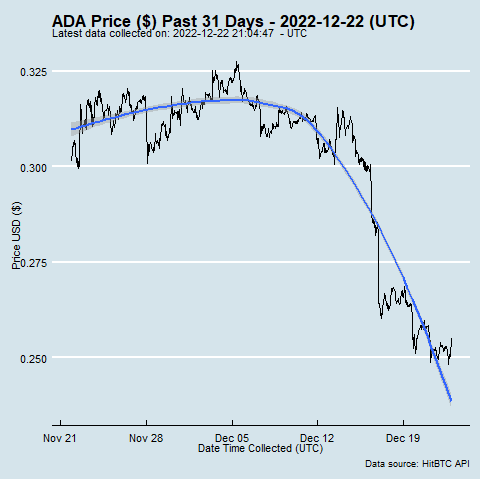 ADA Price ($) Past 31 Days - 2022-12-22 (UTC)
Latest data collected on: 2022-12-22 21:04:47 - UTC
0.325
0.300
0.275
0.250
Price USD ($)
Nov 21 Nov 28 Dec 05 Dec 12 Dec 19
Date Time Collected (UTC)
Data source: HitBTC API